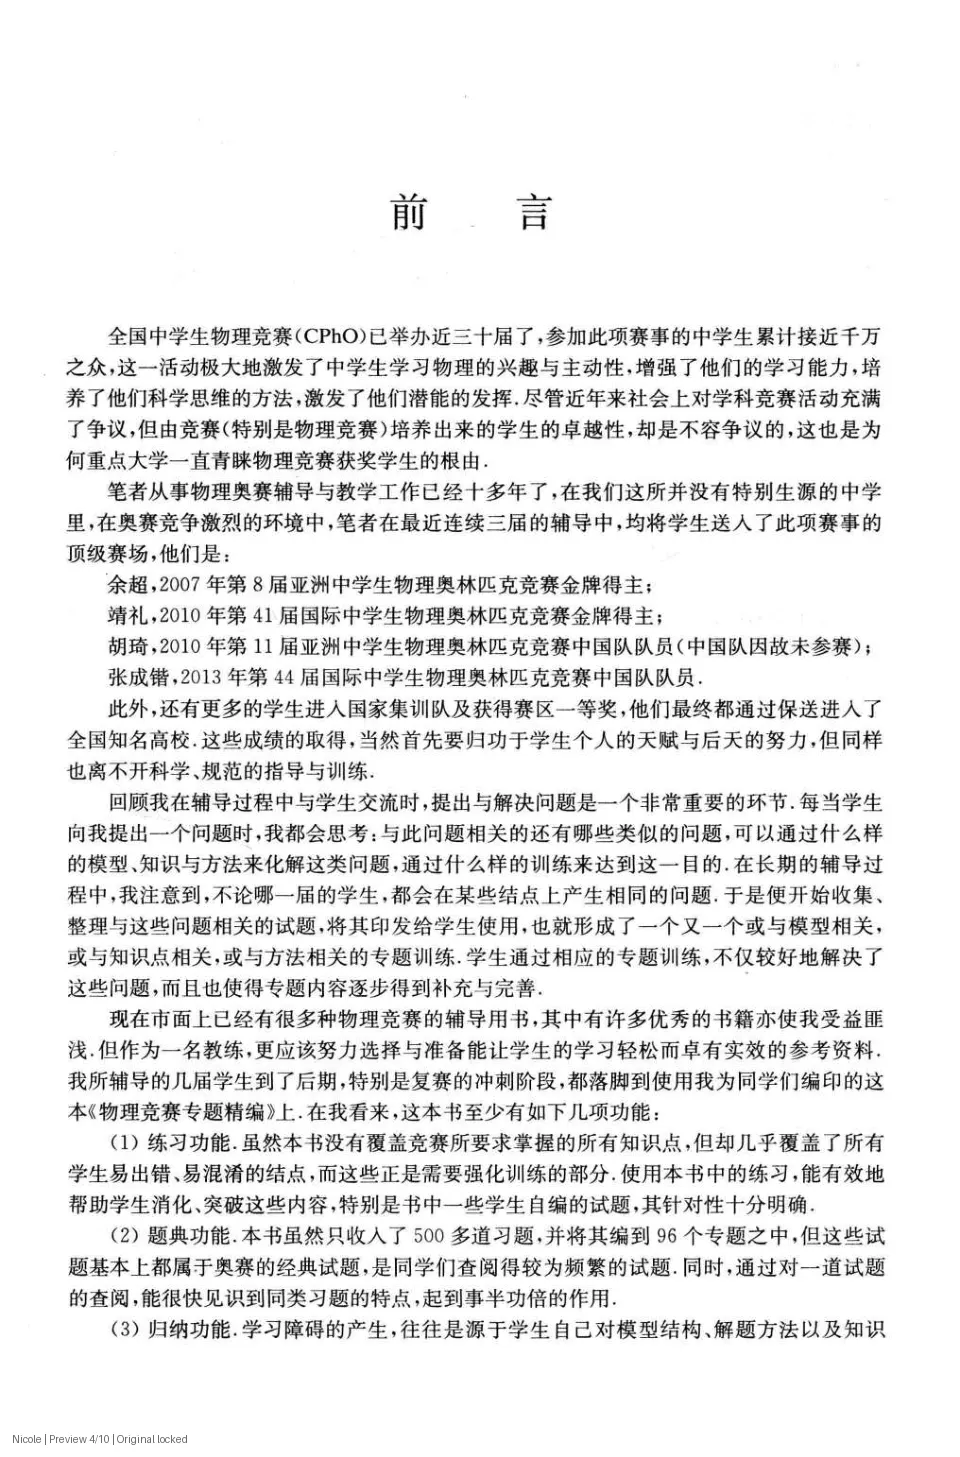 前 言
全国中学生物理竞赛(CPhO)已举办近三十届了,参加此项赛事的中学生累计接近千万
之众,这一活动极大地激发了中学生学习物理的兴趣与主动性,增强了他们的学习能力,培
养了他们科学思维的方法,激发了他们潜能的发挥.尽管近年来社会上对学科竞赛活动充满
了争议,但由竞赛(特别是物理竞赛)培养出来的学生的卓越性,却是不容争议的,这也是为
何重点大学一直青睐物理竞赛获奖学生的根由.
笔者从事物理奥赛辅导与教学工作已经十多年了,在我们这所并没有特别生源的中学
里,在奥赛竞争激烈的环境中,笔者在最近连续三届的辅导中,均将学生送入了此项赛事的
顶级赛场,他们是:
余超,2007 年第 8 届亚洲中学生物理奥林匹克竞赛金牌得主;
靖礼,2010 年第 41 届国际中学生物理奥林匹克竞赛金牌得主;
胡琦,2010 年第 11 届亚洲中学生物理奥林匹克竞赛中国队队员(中国队因故未参赛);
张成锴,2013 年第 44 届国际中学生物理奥林匹克竞赛中国队队员.
此外,还有更多的学生进入国家集训队及获得赛区一等奖,他们最终都通过保送进入了
全国知名高校.这些成绩的取得,当然首先要归功于学生个人的天赋与后天的努力,但同样
也离不开科学、规范的指导与训练.
回顾我在辅导过程中与学生交流时,提出与解决问题是一个非常重要的环节.每当学生
向我提出一个问题时,我都会思考:与此问题相关的还有哪些类似的问题,可以通过什么样
的模型、知识与方法来化解这类问题,通过什么样的训练来达到这一目的.在长期的辅导过
程中,我注意到,不论哪一届的学生,都会在某些结点上产生相同的问题.于是便开始收集、
整理与这些问题相关的试题,将其印发给学生使用,也就形成了一个又一个或与模型相关,
或与知识点相关,或与方法相关的专题训练.学生通过相应的专题训练,不仅较好地解决了
这些问题,而且也使得专题内容逐步得到补充与完善.
现在市面上已经有很多种物理竞赛的辅导用书,其中有许多优秀的书籍亦使我受益匪
浅.但作为一名教练,更应该努力选择与准备能让学生的学习轻松而卓有实效的参考资料.
我所辅导的几届学生到了后期,特别是复赛的冲刺阶段,都落脚到使用我为同学们编印的这
本《物理竞赛专题精编》上.在我看来,这本书至少有如下几项功能:
(1) 练习功能.虽然本书没有覆盖竞赛所要求掌握的所有知识点,但却几乎覆盖了所有
学生易出错、易混淆的结点,而这些正是需要强化训练的部分.使用本书中的练习,能有效地
帮助学生消化、突破这些内容,特别是书中一些学生自编的试题,其针对性十分明确.
(2) 题典功能.本书虽然只收入了 500 多道习题,并将其编到 96 个专题之中,但这些试
题基本上都属于奥赛的经典试题,是同学们查阅得较为频繁的试题.同时,通过对一道试题
的查阅,能很快见识到同类习题的特点,起到事半功倍的作用.
(3) 归纳功能.学习障碍的产生,往往是源于学生自己对模型结构、解题方法以及知识
Nicole | Preview 4/10 | Original locked